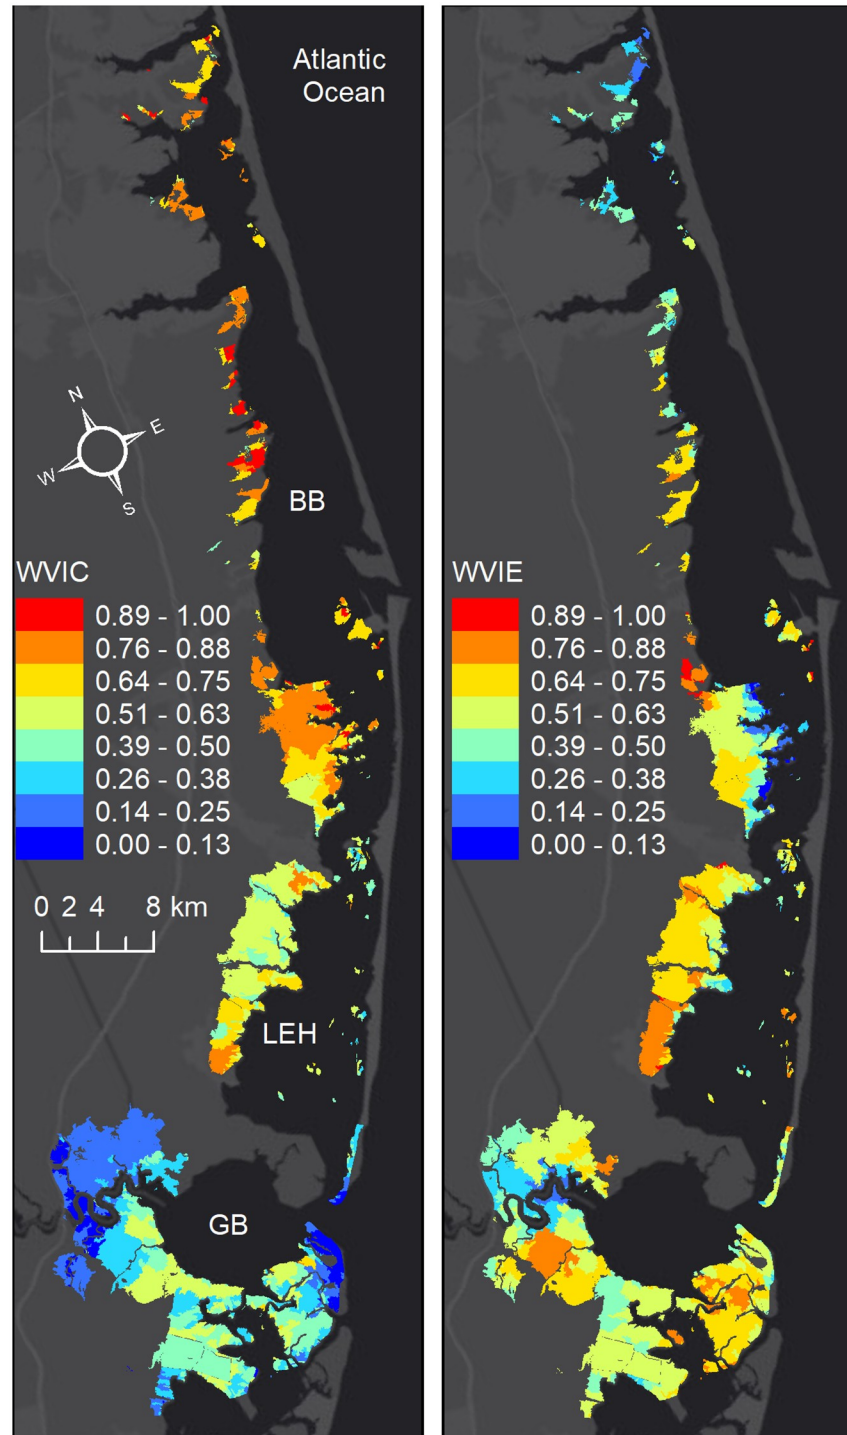 Atlantic
Ocean
N
E
W
S
BB
WVIC
0.89 - 1.00
0.76 - 0.88
0.64 - 0.75
0.51 - 0.63
0.39 - 0.50
0.26 - 0.38
0.14 - 0.25
0.00 - 0.13
0 2 4 8 km
LEH
GB
WVIE
0.89 - 1.00
0.76 - 0.88
0.64 - 0.75
0.51 - 0.63
0.39 - 0.50
0.26 - 0.38
0.14 - 0.25
0.00 - 0.13